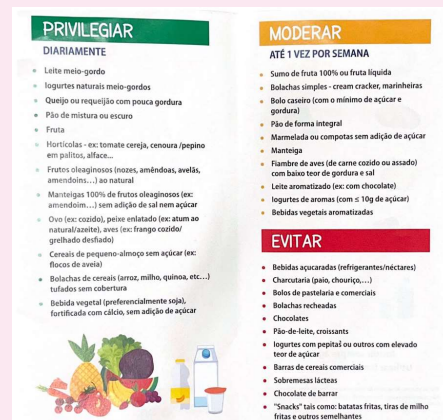 PRIVILEGIAR
DIARIAMENTE
Leite meio-gordo
Iogurtes naturais meio-gordos
Queijo ou requeijão com pouca gordura
Pão de mistura ou escuro
Fruta
Hortícolas - ex: tomate cereja, cenoura /pepino
em palitos, alface...
Frutos oleaginosos (nozes, amêndoas, avelãs,
amendoins...) ao natural
Manteigas 100% de frutos oleaginosos (ex:
amendoim...) sem adição de sal nem açúcar
Ovo (ex: cozido), peixe enlatado (ex: atum ao
natural/azeite), aves (ex: frango cozido/
grelhado desfiado)
Cereais de pequeno-almoço sem açúcar (ex:
flocos de aveia)
Bolachas de cereais (arroz, milho, quinoa, etc...)
tufados sem cobertura
Bebida vegetal (preferencialmente soja),
fortificada com cálcio, sem adição de açúcar
MODERAR
ATÉ 1 VEZ POR SEMANA
Sumo de fruta 100% ou fruta líquida
Bolachas simples - cream cracker, marinheiras
Bolo caseiro (com o mínimo de açúcar e
gordura)
Pão de forma integral
Marmelada ou compotas sem adição de açúcar
Manteiga
Fiambre de aves (de carne cozido ou assado)
com baixo teor de gordura e sal
Leite aromatizado (ex: com chocolate)
Iogurtes de aromas (com ≤ 10g de açúcar)
Bebidas vegetais aromatizadas
EVITAR
Bebidas açucaradas (refrigerantes/néctares)
Charcutaria (paio, chouriço,...)
Bolos de pastelaria e comerciais
Bolachas recheadas
Chocolates
Pão-de-leite, croissants
Iogurtes com pepitas ou outros com elevado
teor de açúcar
Barras de cereais comerciais
Sobremesas lácteas
Chocolate de barrar
"Snacks" tais como: batatas fritas, tiras de milho
fritas e outros semelhantes